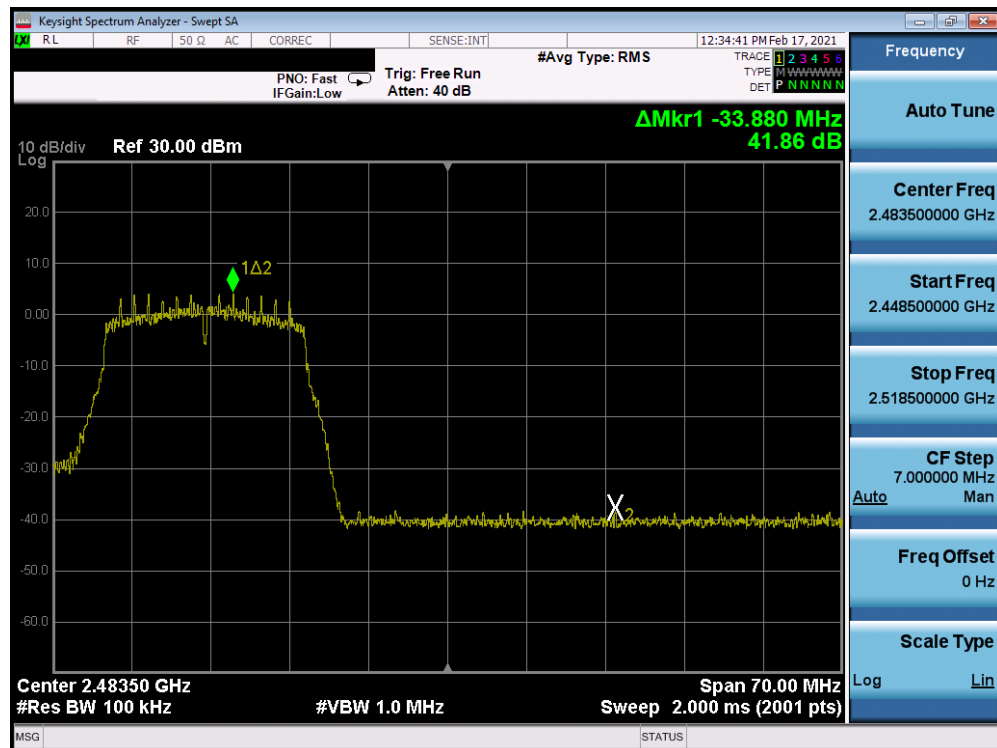 Keysight Spectrum Analyzer - Swept SA
LXI RL RF 50 Ω AC CORREC SENSE:INT 12:34:41 PM Feb 17, 2021
#Avg Type: RMS
TRACE 1 2 3 4 5 6
PNO: Fast Trig: Free Run
TYPE M WWWWW
IFGain:Low Atten: 40 dB
DET P N N N N N
ΔMkr1 -33.880 MHz
41.86 dB
10 dB/div Ref 30.00 dBm
Log
20.0
10.0
1Δ2
0.00
-10.0
-20.0
-30.0
-40.0
X2
-50.0
-60.0
Center 2.48350 GHz Span 70.00 MHz
#Res BW 100 kHz #VBW 1.0 MHz Sweep 2.000 ms (2001 pts)
MSG STATUS
Frequency
Auto Tune
Center Freq
2.483500000 GHz
Start Freq
2.448500000 GHz
Stop Freq
2.518500000 GHz
CF Step
7.000000 MHz
Auto Man
Freq Offset
0 Hz
Scale Type
Log Lin